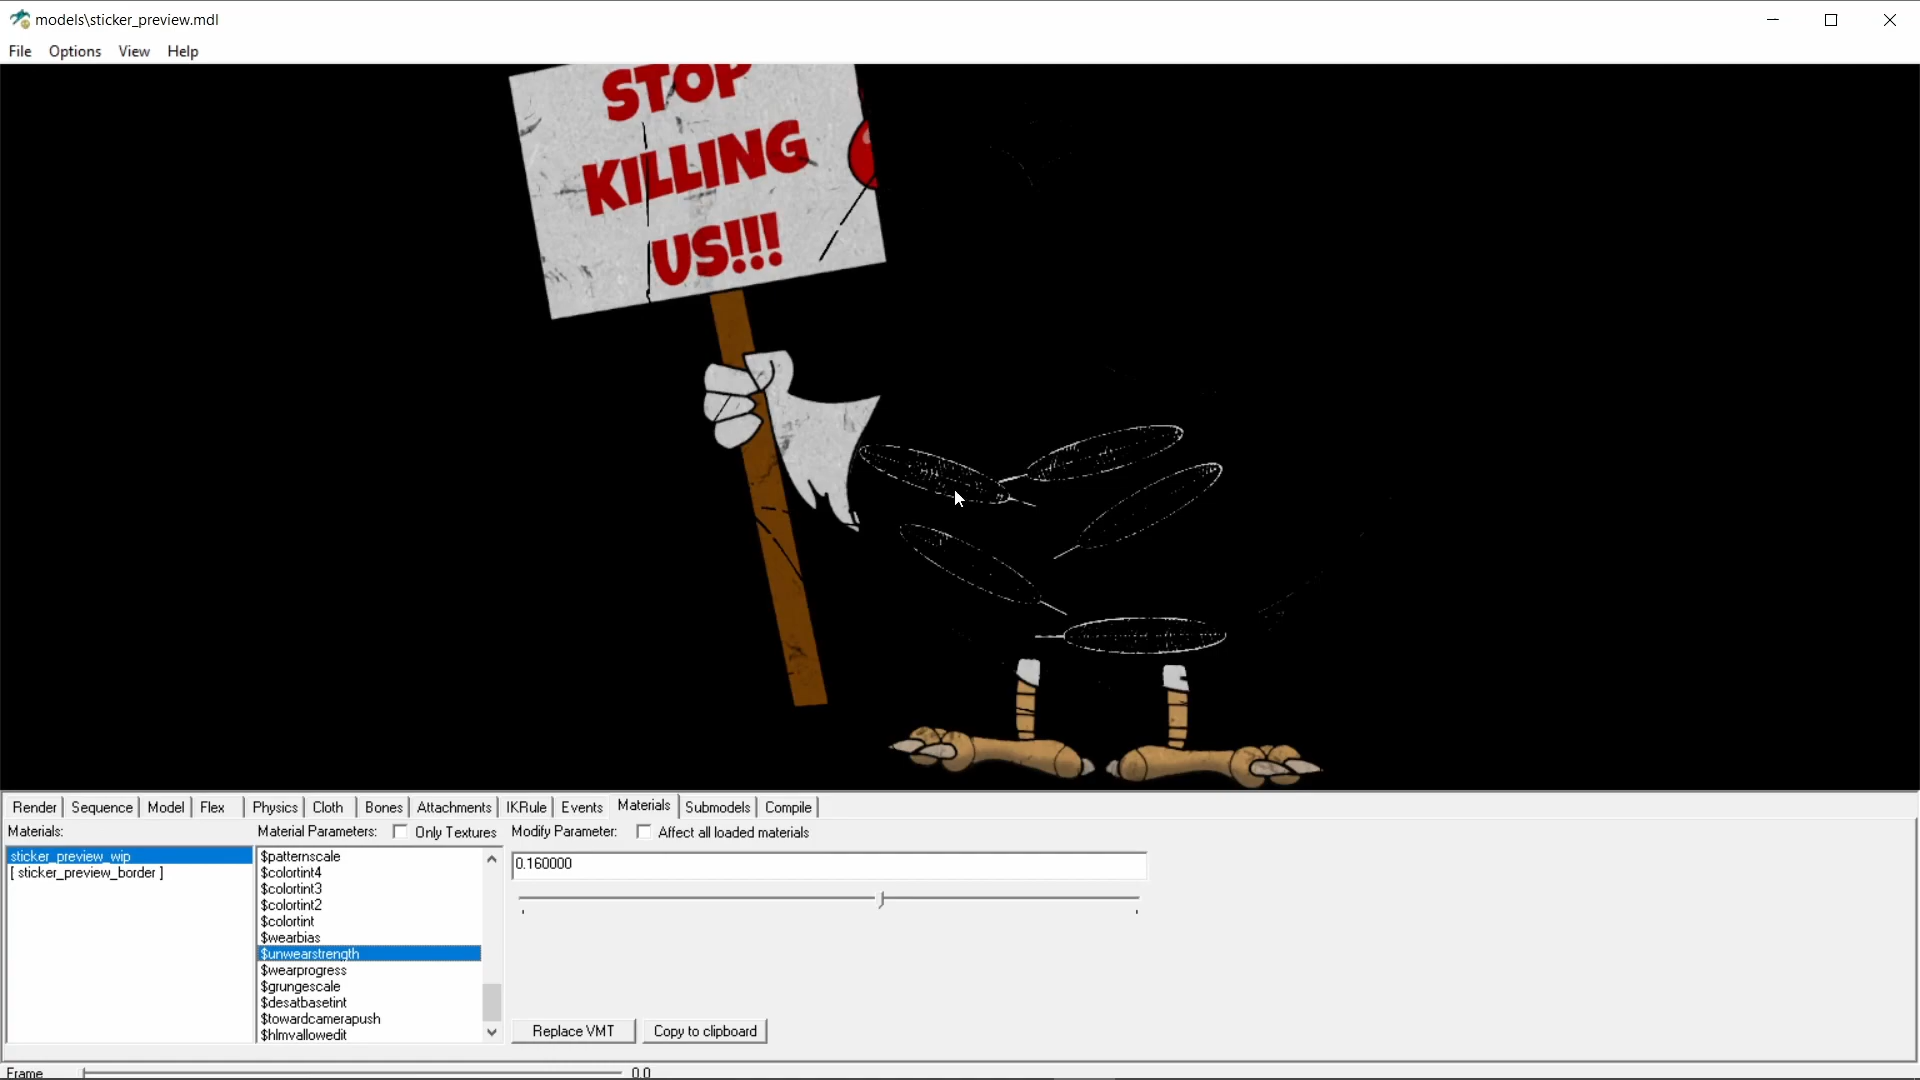 models\sticker_preview.mdl
File Options View Help
STOP
KILLING
US!!!
Render Sequence Model Flex Physics Cloth Bones Attachments IKRule Events Materials Submodels Compile
Materials: Material Parameters: Only Textures Modify Parameter: Affect all loaded materials
sticker_preview_wip
[ sticker_preview_border ]
$patternscale
$colortint4
$colortint3
$colortint2
$colortint
$wearbias
$unwearstrength
$wearprogress
$grungescale
$desatbasetint
$towardcamerapush
$hlmvallowedit
0.160000
Replace VMT Copy to clipboard
Frame 0.0